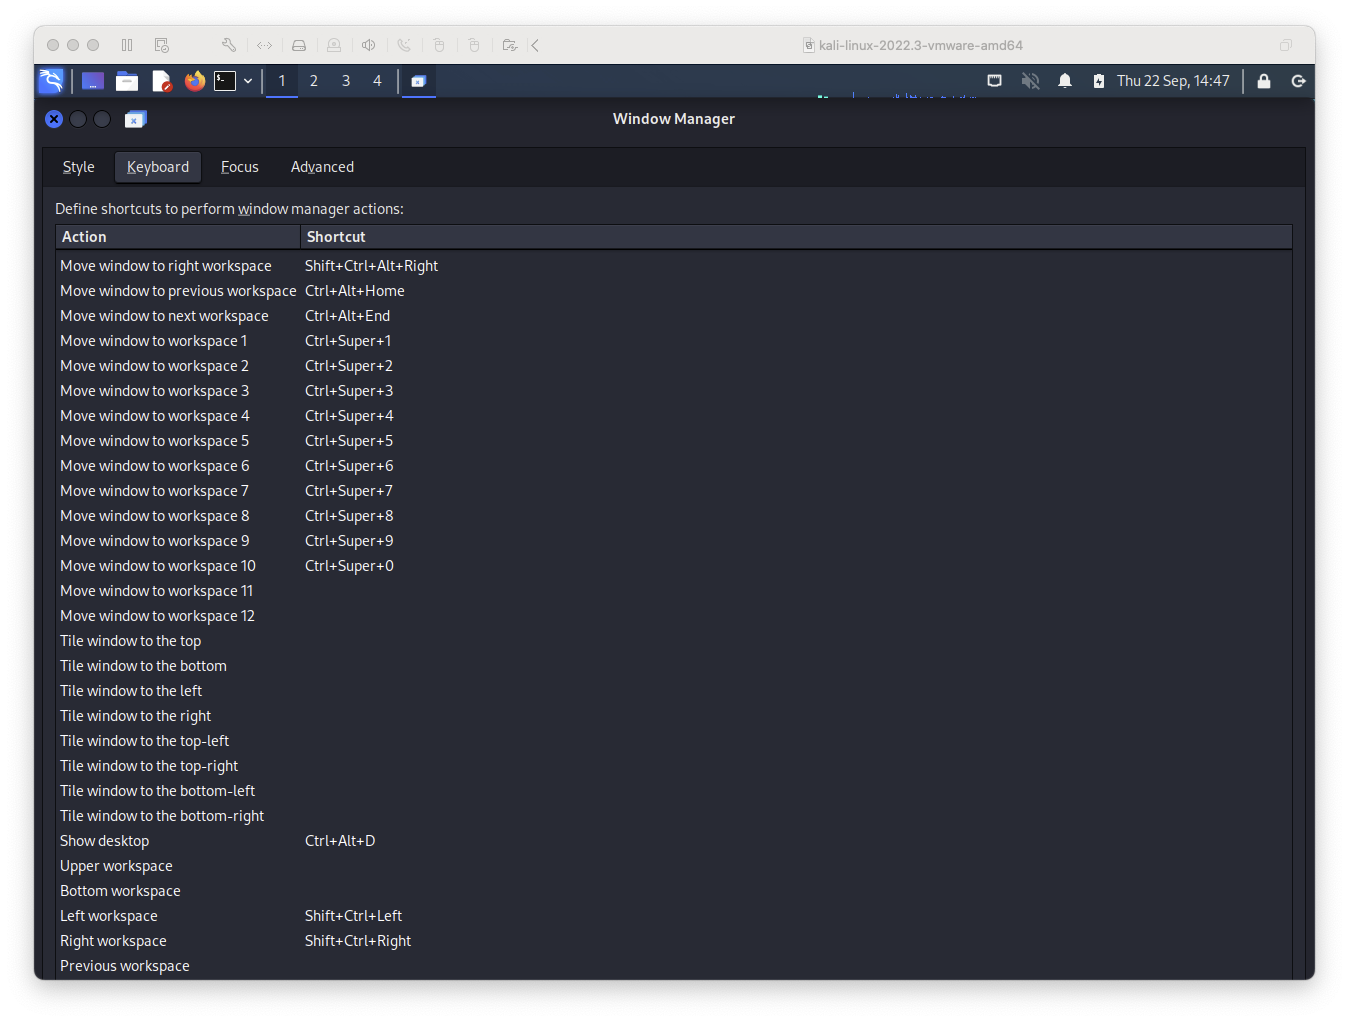 kali-linux-2022.3-vmware-amd64
1 2 3 4 Thu 22 Sep, 14:47
Window Manager
Style Keyboard Focus Advanced
Define shortcuts to perform window manager actions:
Action Shortcut
Move window to right workspace Shift+Ctrl+Alt+Right
Move window to previous workspace Ctrl+Alt+Home
Move window to next workspace Ctrl+Alt+End
Move window to workspace 1 Ctrl+Super+1
Move window to workspace 2 Ctrl+Super+2
Move window to workspace 3 Ctrl+Super+3
Move window to workspace 4 Ctrl+Super+4
Move window to workspace 5 Ctrl+Super+5
Move window to workspace 6 Ctrl+Super+6
Move window to workspace 7 Ctrl+Super+7
Move window to workspace 8 Ctrl+Super+8
Move window to workspace 9 Ctrl+Super+9
Move window to workspace 10 Ctrl+Super+0
Move window to workspace 11
Move window to workspace 12
Tile window to the top
Tile window to the bottom
Tile window to the left
Tile window to the right
Tile window to the top-left
Tile window to the top-right
Tile window to the bottom-left
Tile window to the bottom-right
Show desktop Ctrl+Alt+D
Upper workspace
Bottom workspace
Left workspace Shift+Ctrl+Left
Right workspace Shift+Ctrl+Right
Previous workspace